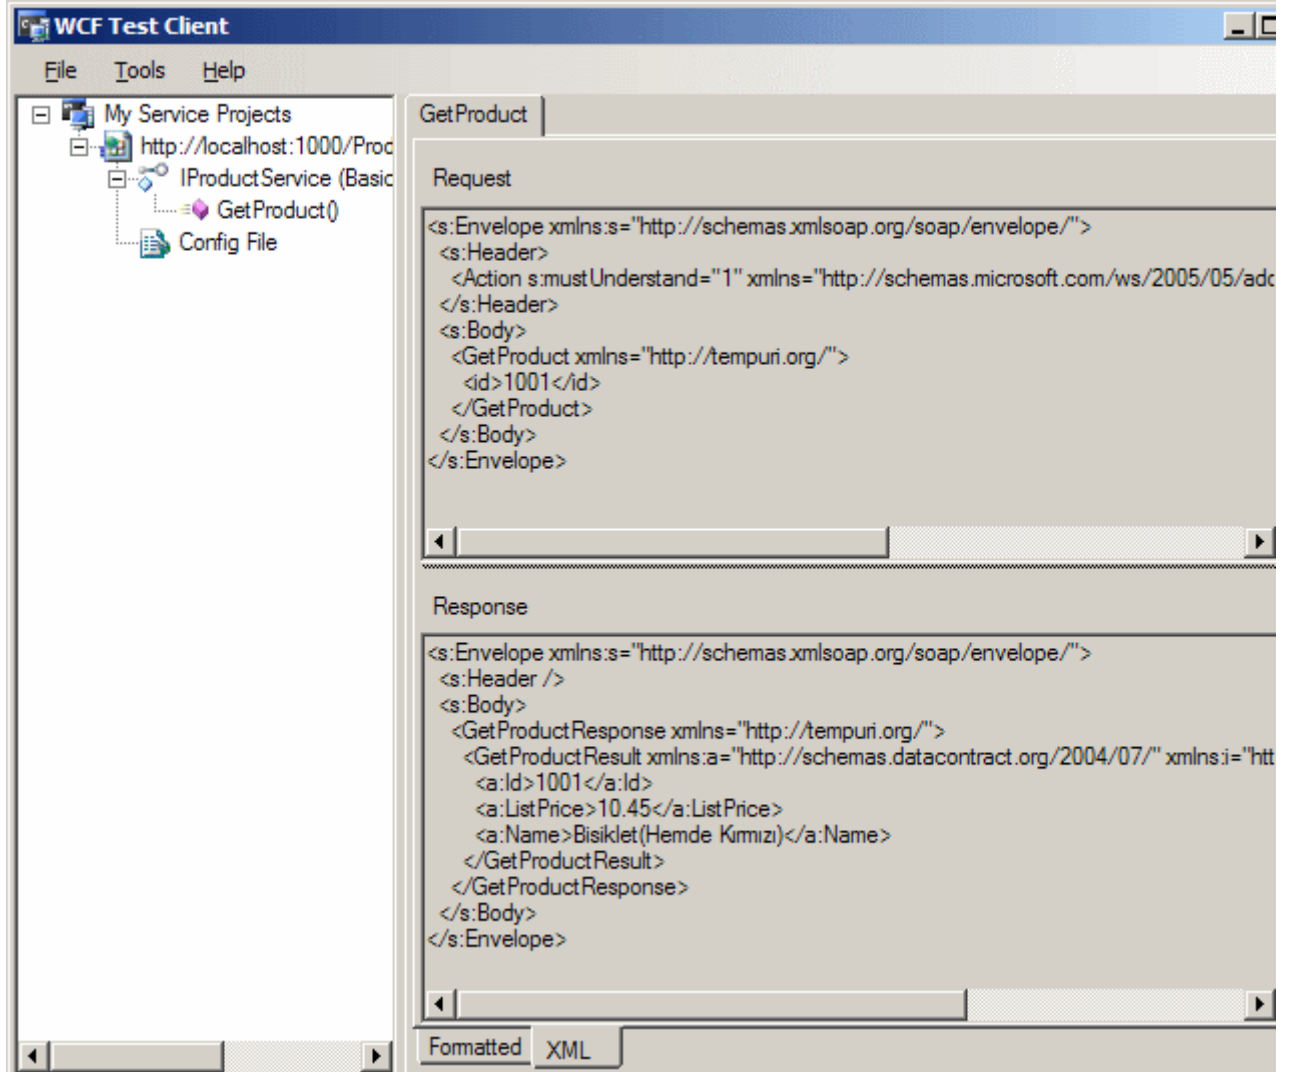 WCF Test Client
File Tools Help
My Service Projects
http://localhost:1000/Prod
IProductService (Basic
GetProduct()
Config File
GetProduct
Request
<s:Envelope xmlns:s="http://schemas.xmlsoap.org/soap/envelope/">
<s:Header>
<Action s:mustUnderstand="1" xmlns="http://schemas.microsoft.com/ws/2005/05/adc
</s:Header>
<s:Body>
<GetProduct xmlns="http://tempuri.org/">
<id>1001</id>
</GetProduct>
</s:Body>
</s:Envelope>
Response
<s:Envelope xmlns:s="http://schemas.xmlsoap.org/soap/envelope/">
<s:Header />
<s:Body>
<GetProductResponse xmlns="http://tempuri.org/">
<GetProductResult xmlns:a="http://schemas.datacontract.org/2004/07/" xmlns:i="htt
<a:Id>1001</a:Id>
<a:ListPrice>10.45</a:ListPrice>
<a:Name>Bisiklet(Hemde Kırmızı)</a:Name>
</GetProductResult>
</GetProductResponse>
</s:Body>
</s:Envelope>
Formatted XML